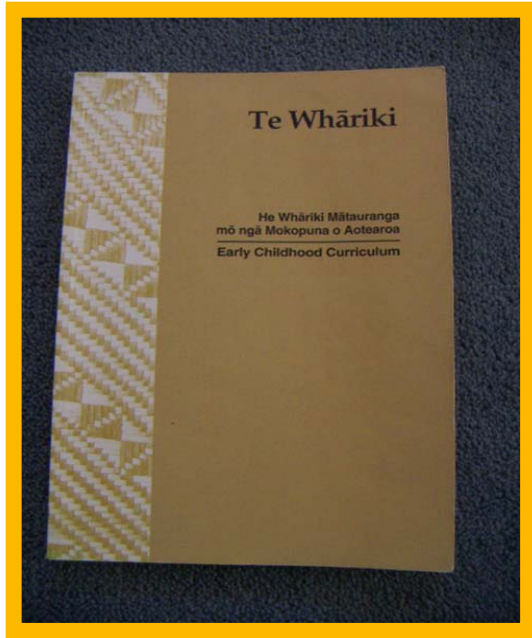 Te Whāriki
He Whāriki Mātauranga
mō ngā Mokopuna o Aotearoa
Early Childhood Curriculum